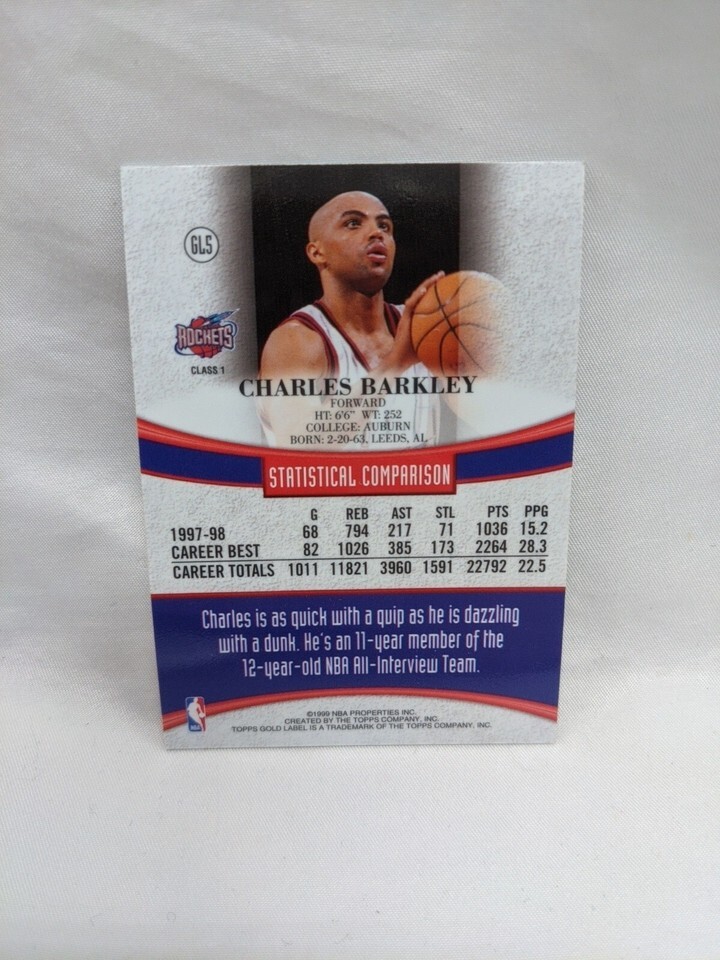 GL5
ROCKETS
CLASS 1
CHARLES BARKLEY
FORWARD
HT: 6'6" WT: 252
COLLEGE: AUBURN
BORN: 2-20-63, LEEDS, AL
STATISTICAL COMPARISON
G REB AST STL PTS PPG
1997-98 68 794 217 71 1036 15.2
CAREER BEST 82 1026 385 173 2264 28.3
CAREER TOTALS 1011 11821 3960 1591 22792 22.5
Charles is as quick with a quip as he is dazzling
with a dunk. He's an 11-year member of the
12-year-old NBA All-Interview Team.
NBA
©1999 NBA PROPERTIES INC.
CREATED BY THE TOPPS COMPANY, INC.
TOPPS GOLD LABEL IS A TRADEMARK OF THE TOPPS COMPANY, INC.